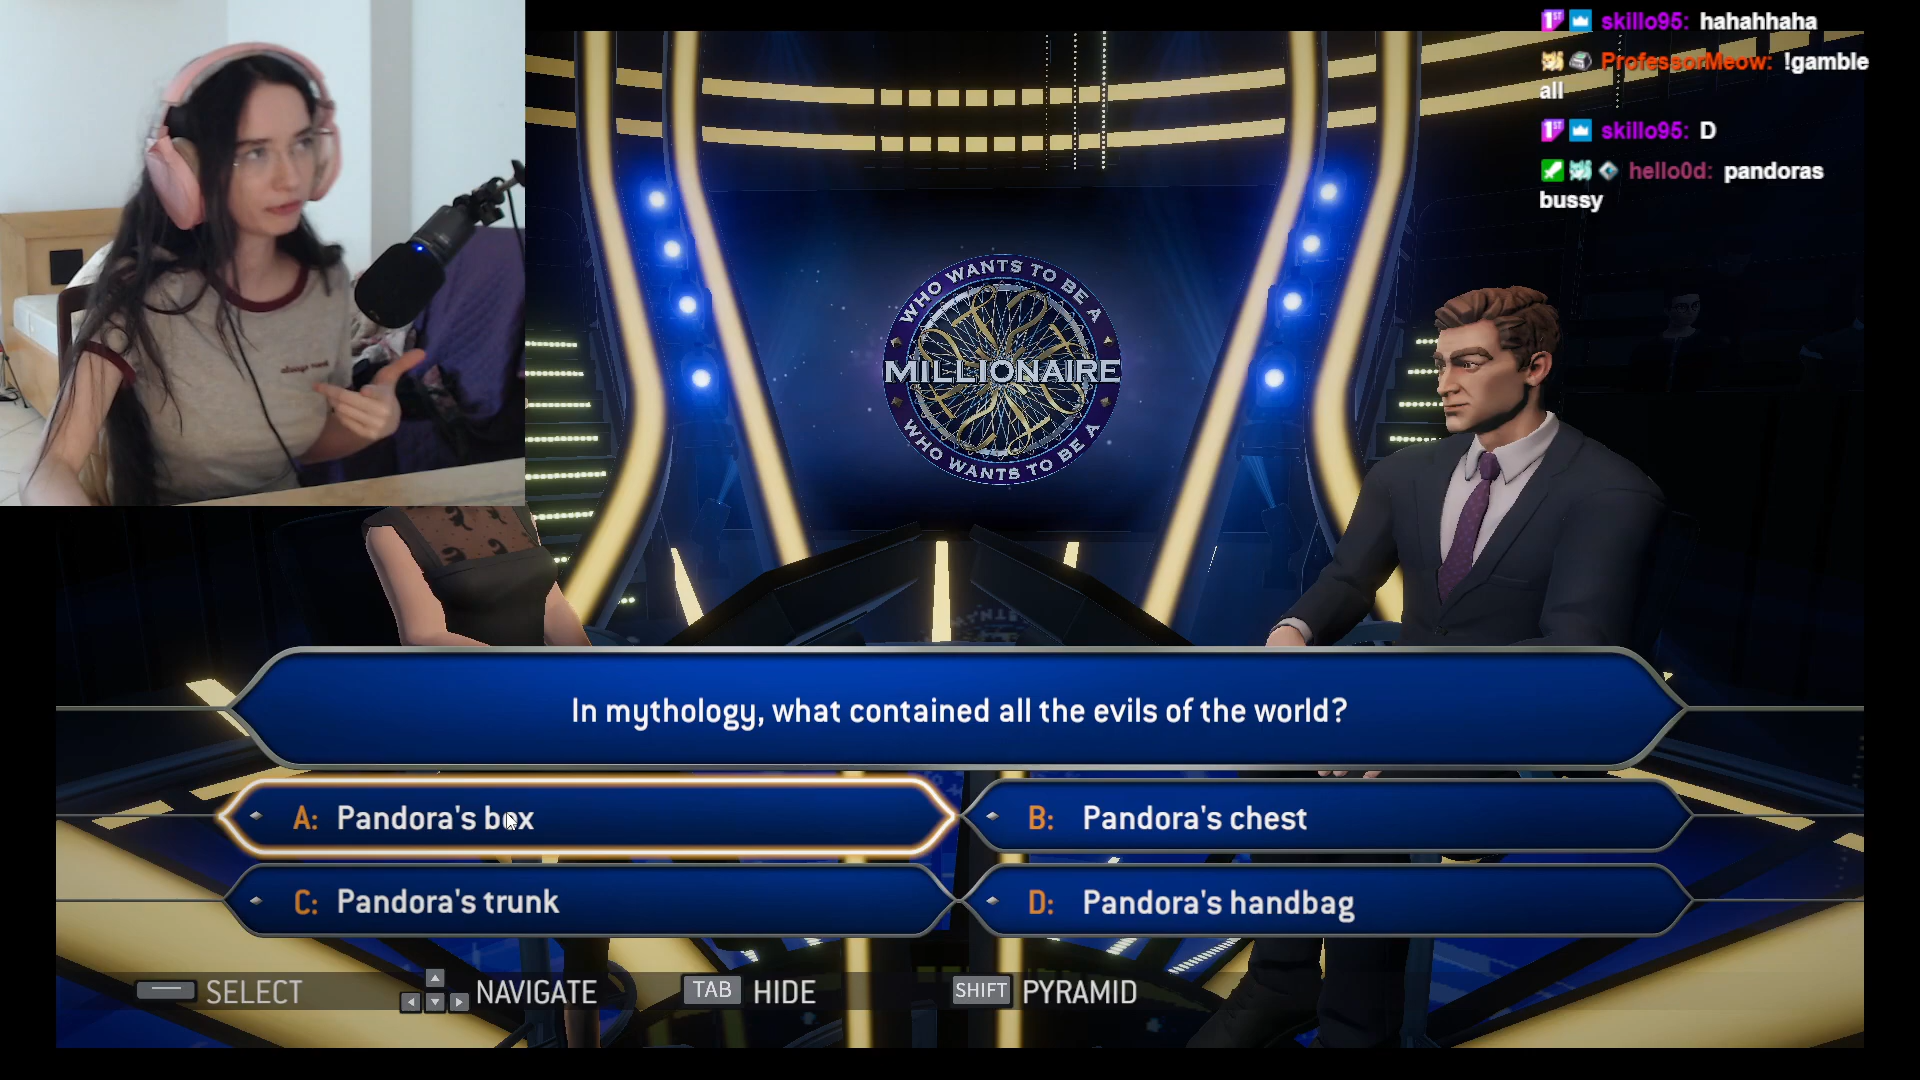 skillo95: hahahhaha
ProfessorMeow: !gamble
all
skillo95: D
hello0d: pandoras
bussy
WHO WANTS TO BE A
MILLIONAIRE
WHO WANTS TO BE A
In mythology, what contained all the evils of the world?
A: Pandora's box
B: Pandora's chest
C: Pandora's trunk
D: Pandora's handbag
SELECT
NAVIGATE
TAB HIDE
SHIFT PYRAMID